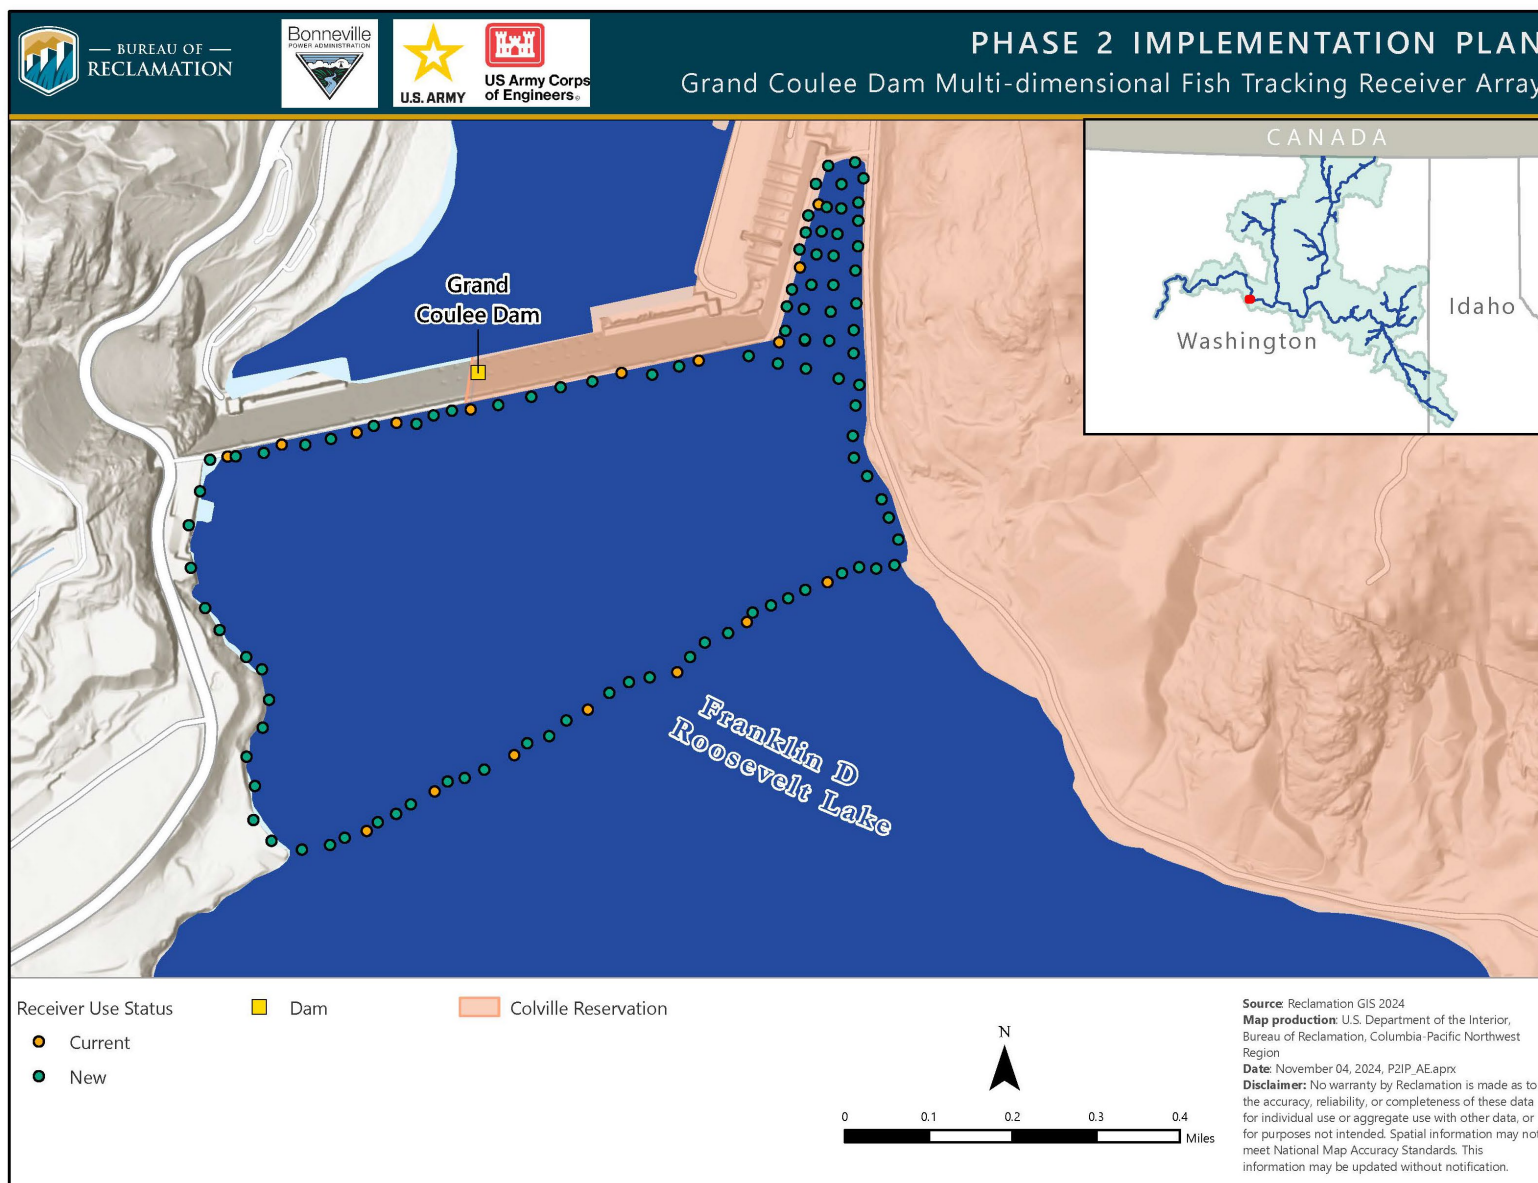 BUREAU OF
RECLAMATION
Bonneville
POWER ADMINISTRATION
U.S. ARMY
US Army Corps
of Engineers®
PHASE 2 IMPLEMENTATION PLAN
Grand Coulee Dam Multi-dimensional Fish Tracking Receiver Array
CANADA
Washington
Idaho
Grand
Coulee Dam
Franklin D
Roosevelt Lake
Receiver Use Status
Current
New
Dam
Colville Reservation
N
0 0.1 0.2 0.3 0.4
Miles
Source: Reclamation GIS 2024
Map production: U.S. Department of the Interior,
Bureau of Reclamation, Columbia-Pacific Northwest
Region
Date: November 04, 2024, P2IP_AE.aprx
Disclaimer: No warranty by Reclamation is made as to
the accuracy, reliability, or completeness of these data
for individual use or aggregate use with other data, or
for purposes not intended. Spatial information may not
meet National Map Accuracy Standards. This
information may be updated without notification.